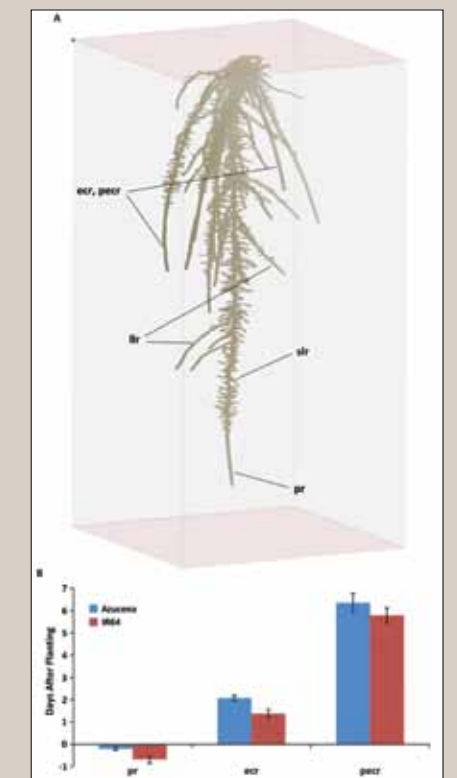 A
ecr, pecr
llr
slr
pr
B
Days After Planting
7
6
5
4
3
2
1
0
-1
Azucena
IR64
pr
ecr
pecr